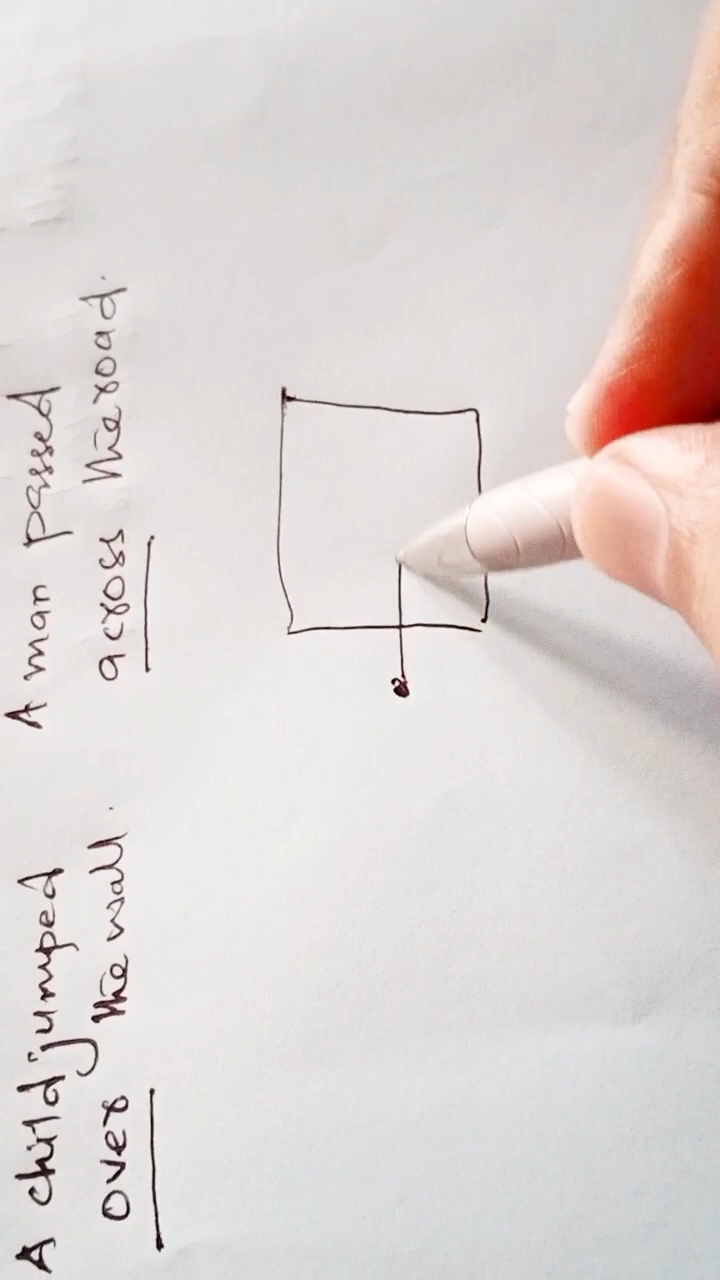 A child jumped
over the wall.
A man passed
across the road.